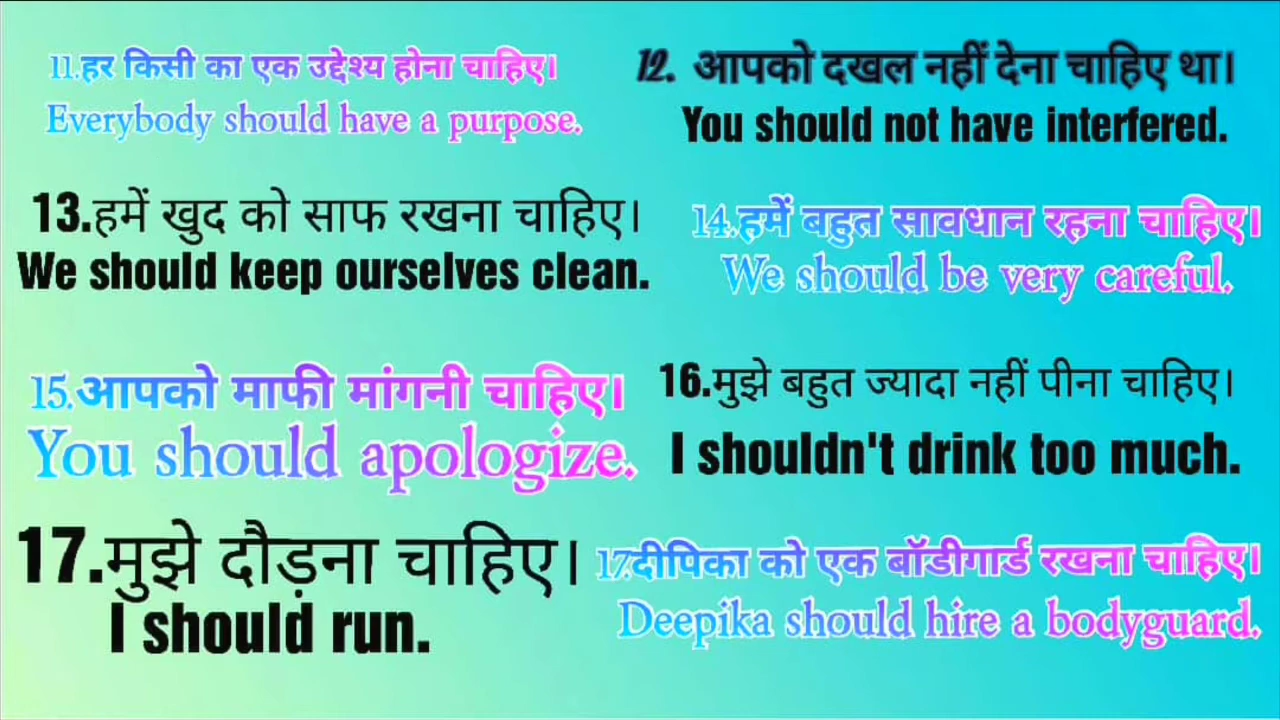 11.हर किसी का एक उद्देश्य होना चाहिए।
Everybody should have a purpose.
12. आपको दखल नहीं देना चाहिए था।
You should not have interfered.
13.हमें खुद को साफ रखना चाहिए।
We should keep ourselves clean.
14.हमें बहुत सावधान रहना चाहिए।
We should be very careful.
15.आपको माफी मांगनी चाहिए।
You should apologize.
16.मुझे बहुत ज्यादा नहीं पीना चाहिए।
I shouldn't drink too much.
17.मुझे दौड़ना चाहिए।
I should run.
17.दीपिका को एक बॉडीगार्ड रखना चाहिए।
Deepika should hire a bodyguard.